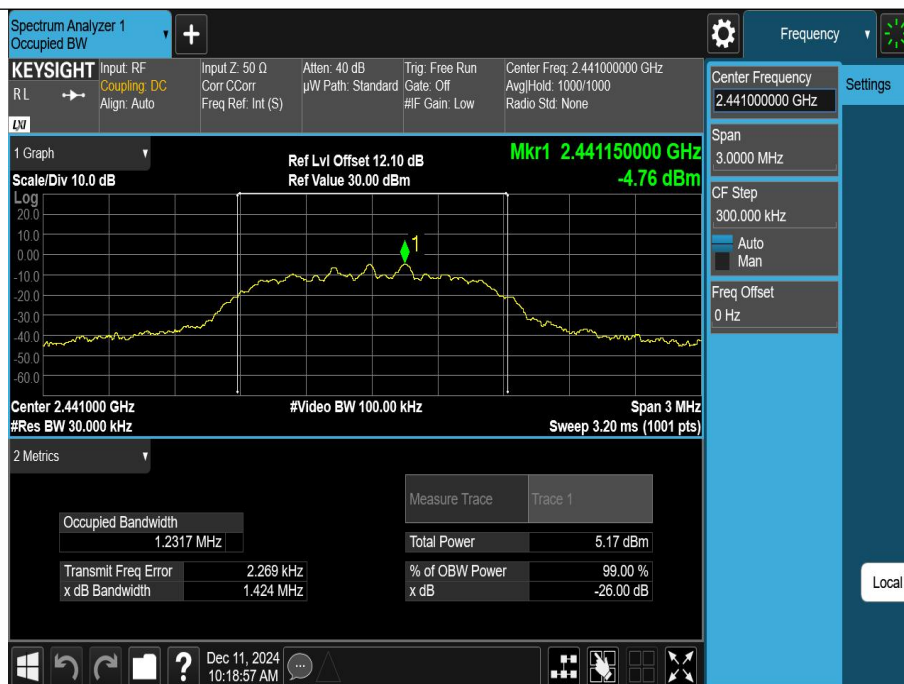 Spectrum Analyzer 1
Occupied BW
+
Frequency
KEYSIGHT
RL
LXI
Input: RF
Coupling: DC
Align: Auto
Input Z: 50 Ω
Corr CCorr
Freq Ref: Int (S)
Atten: 40 dB
µW Path: Standard
Trig: Free Run
Gate: Off
#IF Gain: Low
Center Freq: 2.441000000 GHz
Avg|Hold: 1000/1000
Radio Std: None
Center Frequency
2.441000000 GHz
Settings
Span
3.0000 MHz
CF Step
300.000 kHz
Auto
Man
Freq Offset
0 Hz
Local
1 Graph
Scale/Div 10.0 dB
Log
Ref Lvl Offset 12.10 dB
Ref Value 30.00 dBm
Mkr1 2.441150000 GHz
-4.76 dBm
20.0
10.0
0.00
-10.0
-20.0
-30.0
-40.0
-50.0
-60.0
1
Center 2.441000 GHz
#Video BW 100.00 kHz
Span 3 MHz
#Res BW 30.000 kHz
Sweep 3.20 ms (1001 pts)
2 Metrics
Measure Trace Trace 1
Occupied Bandwidth
1.2317 MHz
Total Power 5.17 dBm
Transmit Freq Error 2.269 kHz
% of OBW Power 99.00 %
x dB Bandwidth 1.424 MHz
x dB -26.00 dB
?
Dec 11, 2024
10:18:57 AM